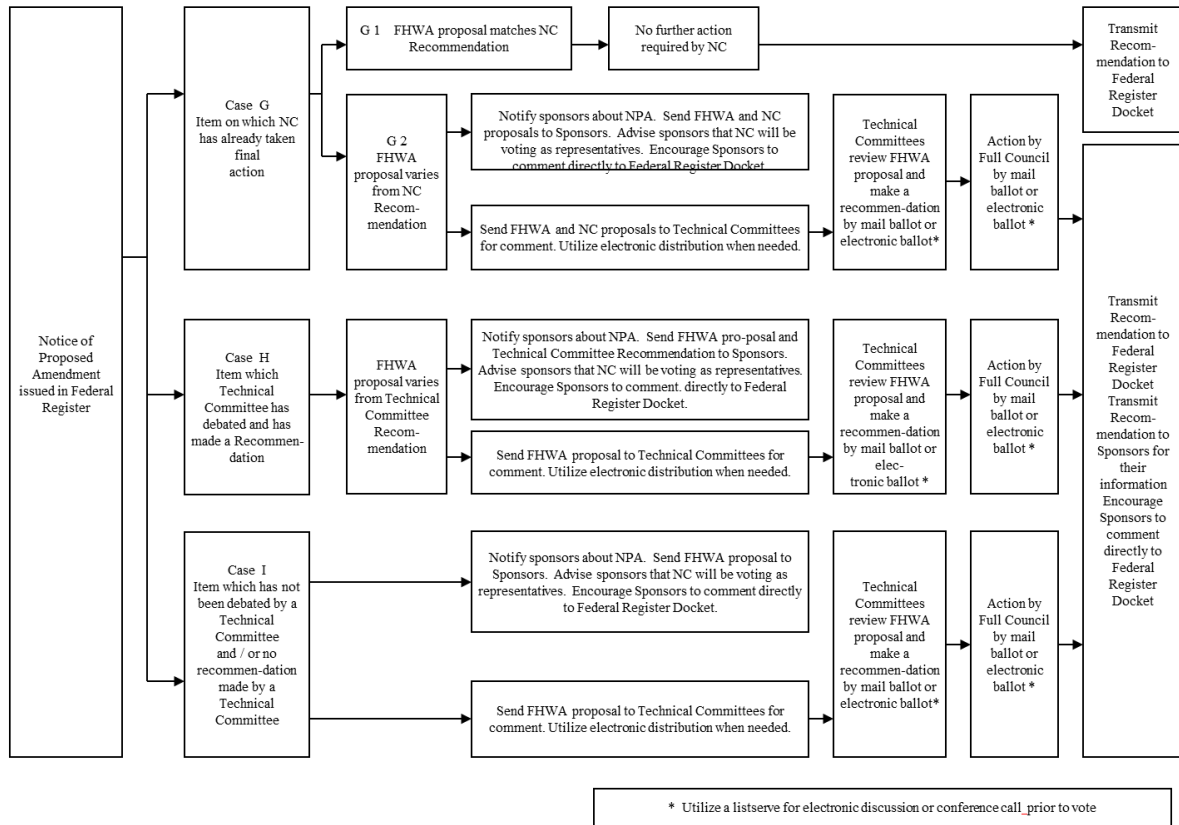 Notice of
Proposed
Amendment
issued in Federal
Register
Case G
Item on which NC
has already taken
final
action
G 1 FHWA proposal matches NC
Recommendation
No further action
required by NC
Transmit
Recom-
mendation to
Federal
Register
Docket
G 2
FHWA
proposal varies
from NC
Recom-
mendation
Notify sponsors about NPA. Send FHWA and NC
proposals to Sponsors. Advise sponsors that NC will be
voting as representatives. Encourage Sponsors to
comment directly to Federal Register Docket.
Send FHWA and NC proposals to Technical Committees
for comment. Utilize electronic distribution when needed.
Technical
Committees
review FHWA
proposal and
make a
recommen-dation
by mail ballot or
electronic ballot*
Action by
Full Council
by mail
ballot or
electronic
ballot *
Case H
Item which
Technical
Committee has
debated and has
made a Recommen-
dation
FHWA
proposal varies
from Technical
Committee
Recom-
mendation
Notify sponsors about NPA. Send FHWA pro-posal and
Technical Committee Recommendation to Sponsors.
Advise sponsors that NC will be voting as representatives.
Encourage Sponsors to comment. directly to Federal
Register Docket.
Send FHWA proposal to Technical Committees for
comment. Utilize electronic distribution when needed.
Technical
Committees
review FHWA
proposal and
make a
recommen-dation
by mail ballot or
elec-
tronic ballot *
Action by
Full Council
by mail
ballot or
electronic
ballot *
Case I
Item which has not
been debated by a
Technical
Committee
and / or no
recommen-dation
made by a
Technical
Committee
Notify sponsors about NPA. Send FHWA proposal to
Sponsors. Advise sponsors that NC will be voting as
representatives. Encourage Sponsors to comment directly
to Federal Register Docket.
Send FHWA proposal to Technical Committees for
comment. Utilize electronic distribution when needed.
Technical
Committees
review FHWA
proposal and
make a
recommen-dation
by mail ballot or
electronic ballot*
Action by
Full Council
by mail
ballot or
electronic
ballot *
Transmit
Recom-
mendation to
Federal
Register
Docket
Transmit
Recom-
mendation to
Sponsors for
their
information
Encourage
Sponsors to
comment
directly to
Federal
Register
Docket
* Utilize a listserve for electronic discussion or conference call prior to vote